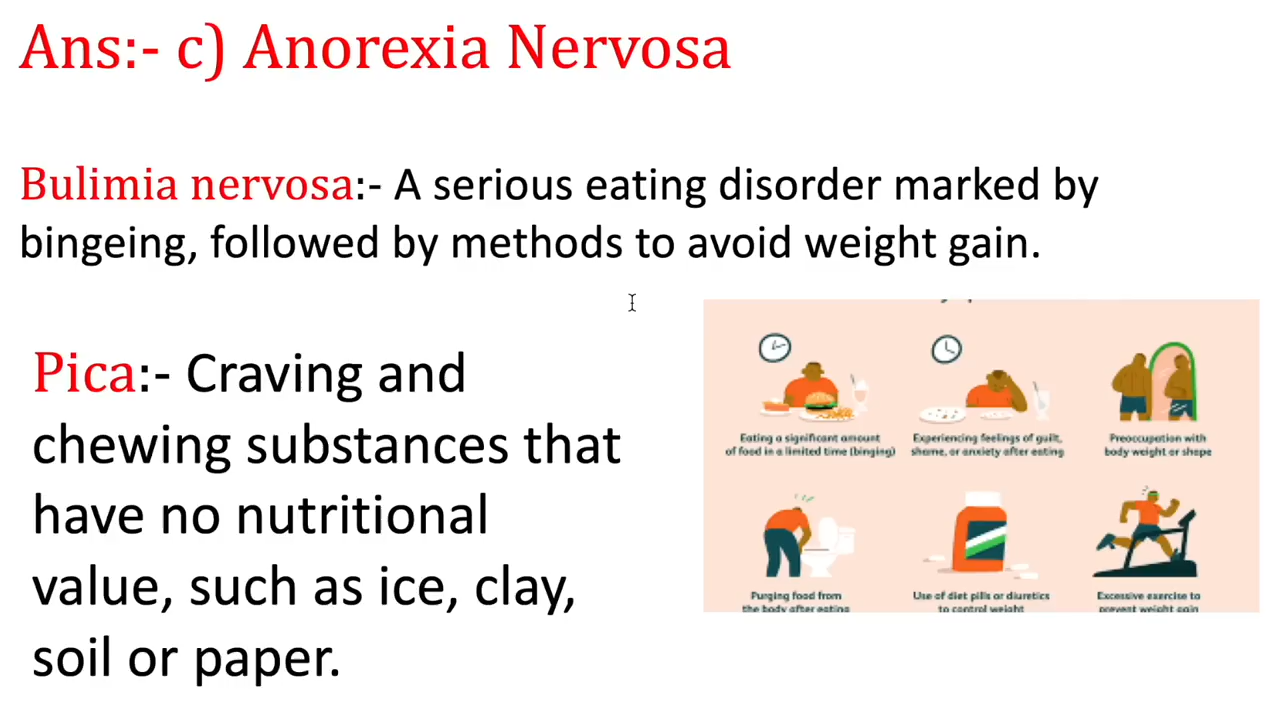 Ans:- c) Anorexia Nervosa
Bulimia nervosa:- A serious eating disorder marked by
bingeing, followed by methods to avoid weight gain.
Pica:- Craving and
chewing substances that
have no nutritional
value, such as ice, clay,
soil or paper.
Eating a significant amount
of food in a limited time (binging)
Experiencing feelings of guilt,
shame, or anxiety after eating
Preoccupation with
body weight or shape
Purging food from
the body after eating
Use of diet pills or diuretics
to control weight
Excessive exercise to
prevent weight gain